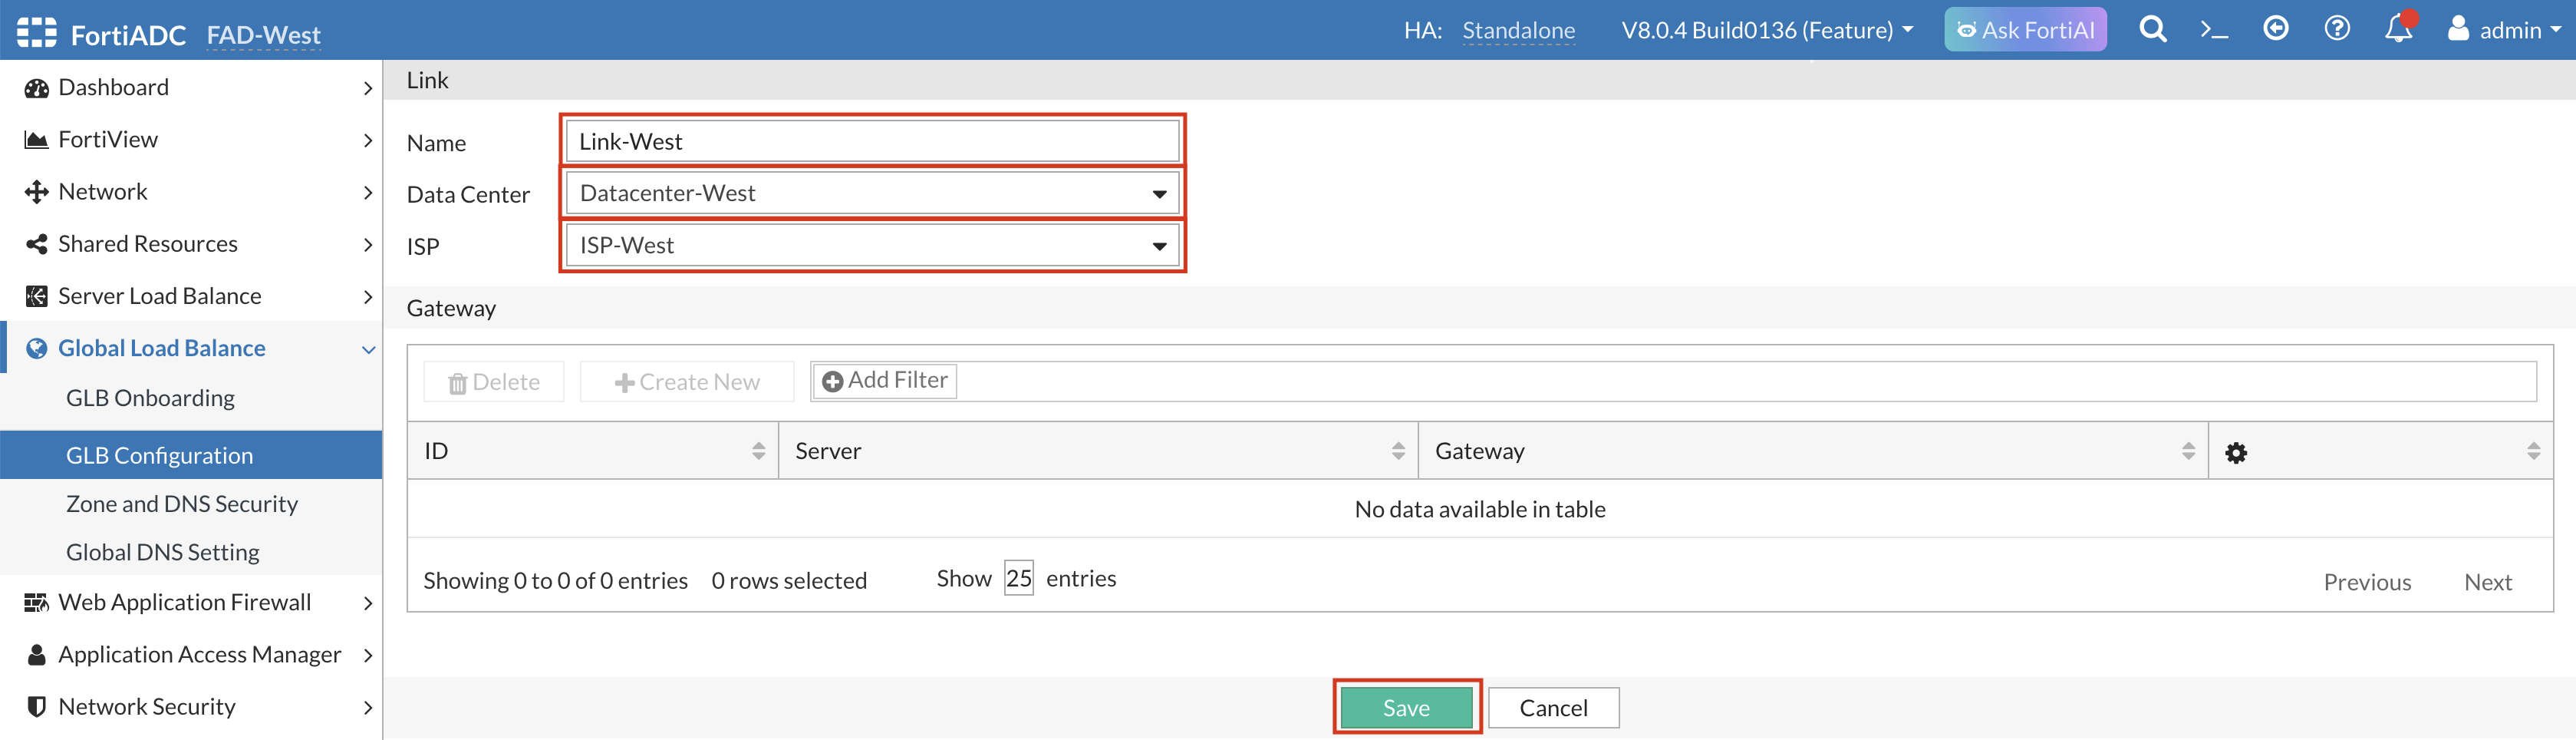 FortiADC FAD-West HA: Standalone V8.0.4 Build0136 (Feature) Ask FortiAI admin
Dashboard
FortiView
Network
Shared Resources
Server Load Balance
Global Load Balance
GLB Onboarding
GLB Configuration
Zone and DNS Security
Global DNS Setting
Web Application Firewall
Application Access Manager
Network Security
Link
Name Link-West
Data Center Datacenter-West
ISP ISP-West
Gateway
Delete Create New Add Filter
ID Server Gateway
No data available in table
Showing 0 to 0 of 0 entries 0 rows selected Show 25 entries Previous Next
Save Cancel